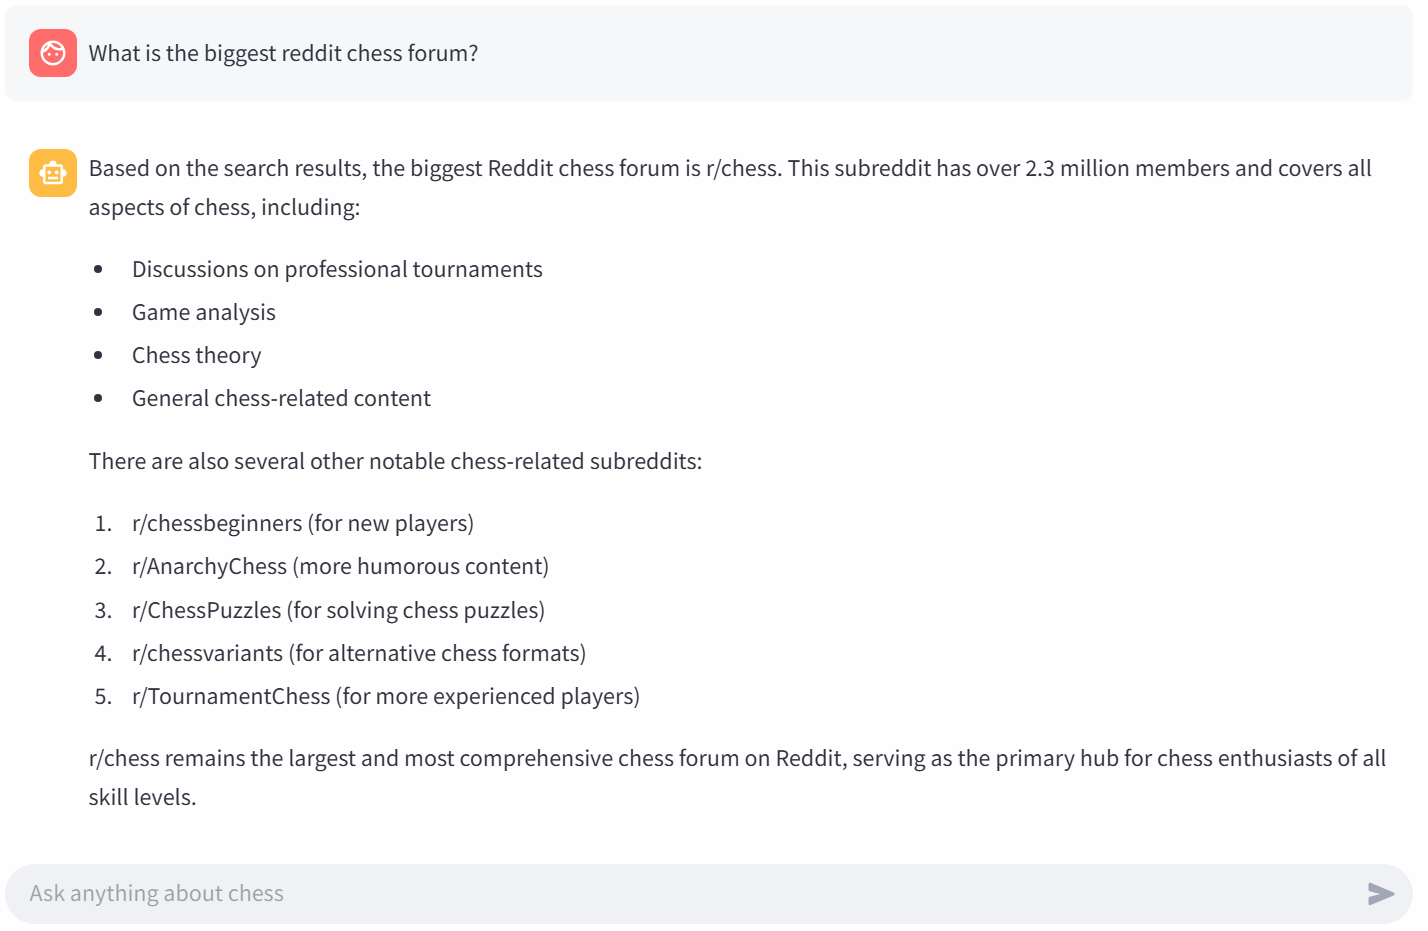 What is the biggest reddit chess forum?
Based on the search results, the biggest Reddit chess forum is r/chess. This subreddit has over 2.3 million members and covers all
aspects of chess, including:
• Discussions on professional tournaments
• Game analysis
• Chess theory
• General chess-related content
There are also several other notable chess-related subreddits:
1. r/chessbeginners (for new players)
2. r/AnarchyChess (more humorous content)
3. r/ChessPuzzles (for solving chess puzzles)
4. r/chessvariants (for alternative chess formats)
5. r/TournamentChess (for more experienced players)
r/chess remains the largest and most comprehensive chess forum on Reddit, serving as the primary hub for chess enthusiasts of all
skill levels.
Ask anything about chess